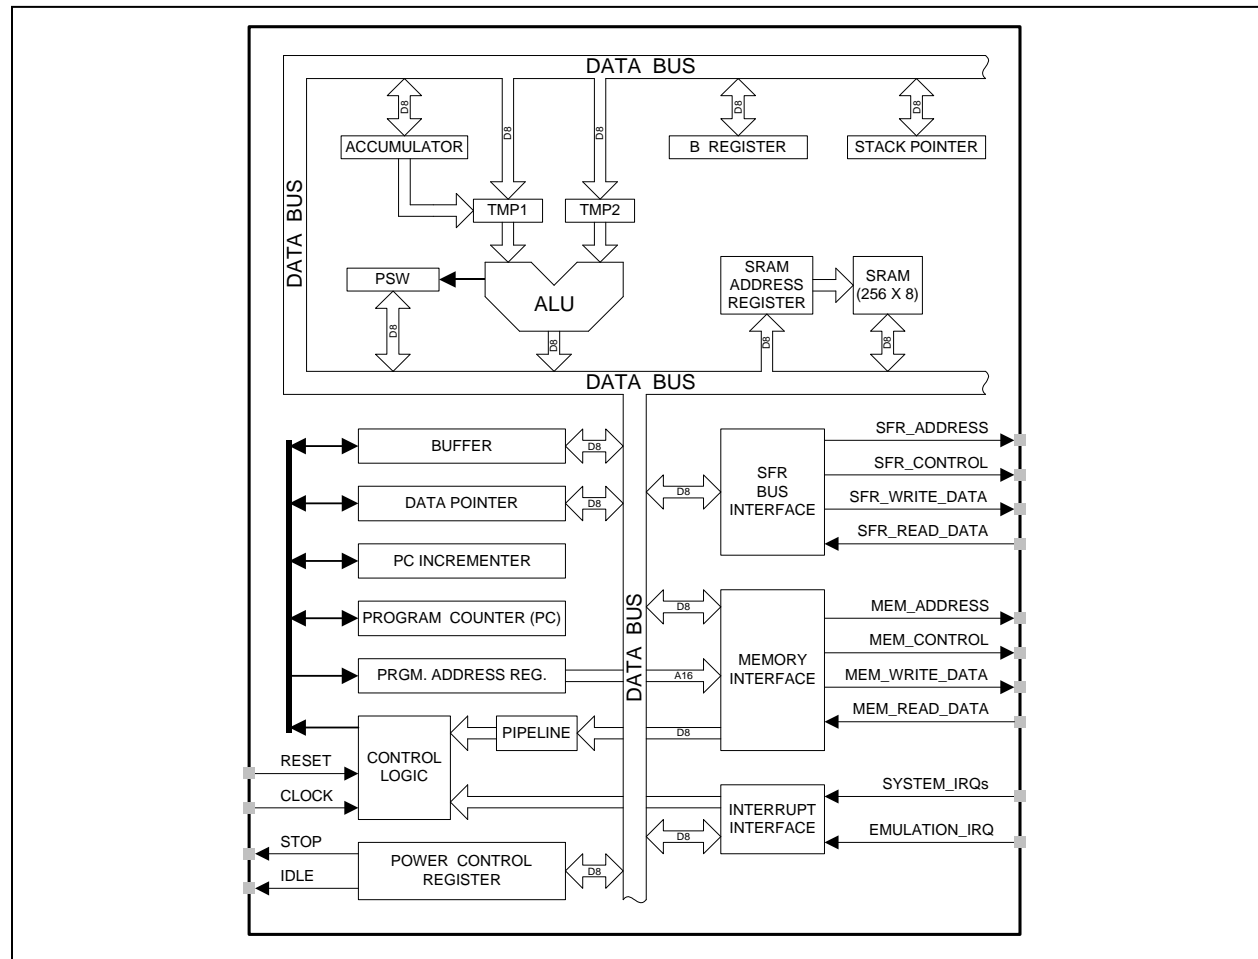 DATA BUS
D8
D8
D8
D8
D8
ACCUMULATOR
B REGISTER
STACK POINTER
DATA BUS
TMP1
TMP2
PSW
ALU
SRAM
ADDRESS
REGISTER
SRAM
(256 X 8)
D8
D8
D8
D8
DATA BUS
BUFFER
D8
DATA POINTER
D8
PC INCREMENTER
PROGRAM COUNTER (PC)
PRGM. ADDRESS REG.
A16
DATA BUS
D8
SFR
BUS
INTERFACE
SFR_ADDRESS
SFR_CONTROL
SFR_WRITE_DATA
SFR_READ_DATA
D8
MEMORY
INTERFACE
MEM_ADDRESS
MEM_CONTROL
MEM_WRITE_DATA
MEM_READ_DATA
PIPELINE
D8
CONTROL
LOGIC
RESET
CLOCK
INTERRUPT
INTERFACE
SYSTEM_IRQs
EMULATION_IRQ
D8
STOP
IDLE
POWER CONTROL
REGISTER
D8